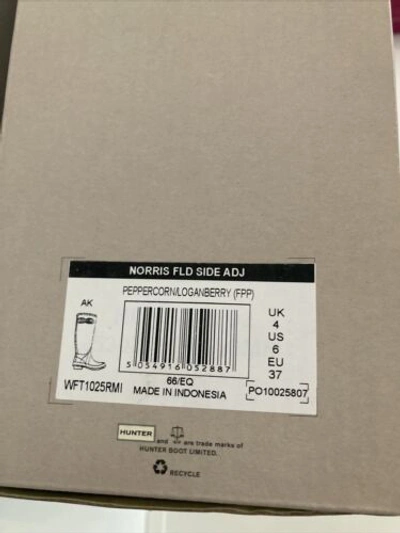 NORRIS FLD SIDE ADJ
PEPPERCORN/LOGANBERRY (FPP)
AK
UK
4
US
6
EU
37
5 054916 052887
66/EQ
WFT1025RMI
MADE IN INDONESIA
PO10025807
HUNTER and are trade marks of
HUNTER BOOT LIMITED.
RECYCLE